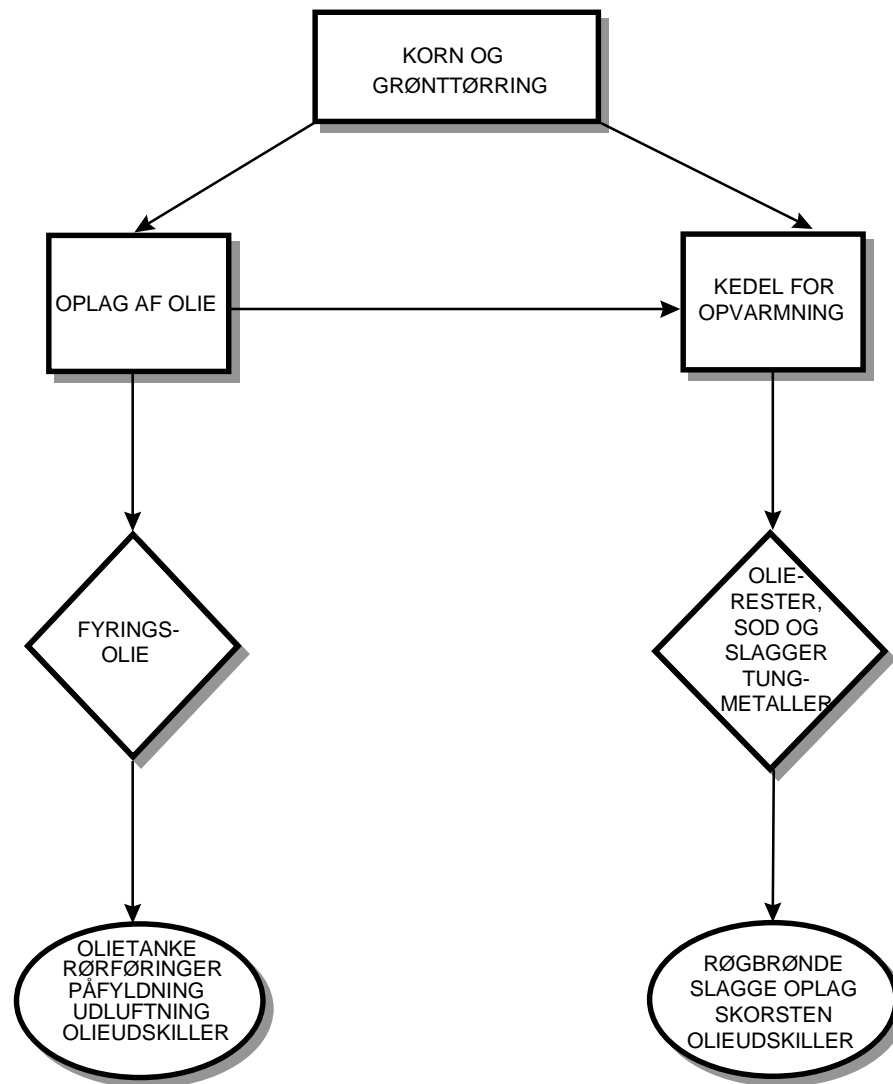 KORN OG
GRØNTTØRRING
OPLAG AF OLIE
KEDEL FOR
OPVARMNING
FYRINGS-
OLIE
OLIE-
RESTER,
SOD OG
SLAGGER
TUNG-
METALLER
OLIETANKE
RØRFØRINGER
PÅFYLDNING
UDLUFTNING
OLIEUDSKILLER
RØGBRØNDE
SLAGGE OPLAG
SKORSTEN
OLIEUDSKILLER